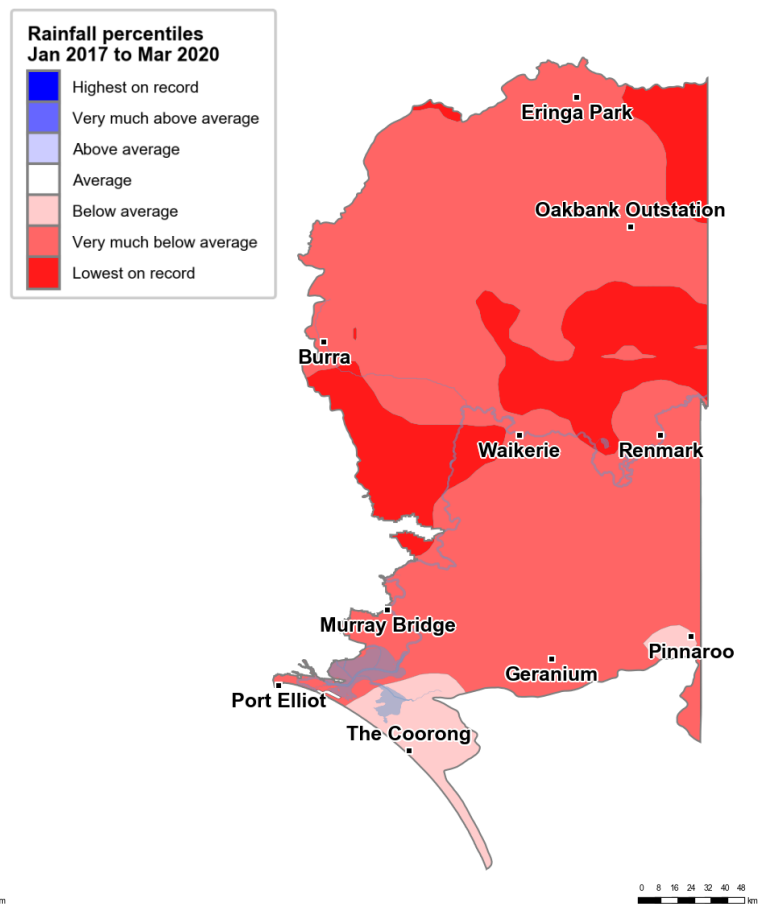 Rainfall percentiles
Jan 2017 to Mar 2020
Highest on record
Very much above average
Above average
Average
Below average
Very much below average
Lowest on record
Eringa Park
Oakbank Outstation
Burra
Waikerie
Renmark
Murray Bridge
Pinnaroo
Geranium
Port Elliot
The Coorong
0 8 16 24 32 40 48
m
km